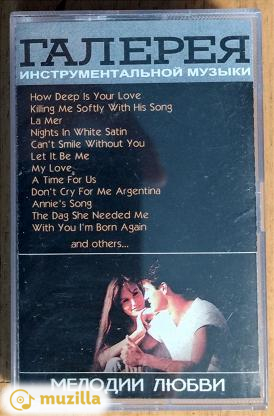 ГАЛЕРЕЯ
ИНСТРУМЕНТАЛЬНОЙ МУЗЫКИ
How Deep Is Your Love
Killing Me Softly With His Song
La Mer
Nights In White Satin
Can't Smile Without You
Let It Be Me
My Love
A Time For Us
Don't Cry For Me Argentina
Annie's Song
The Dag She Needed Me
With You I'm Born Again
and others...
МЕЛОДИИ ЛЮБВИ
muzilla